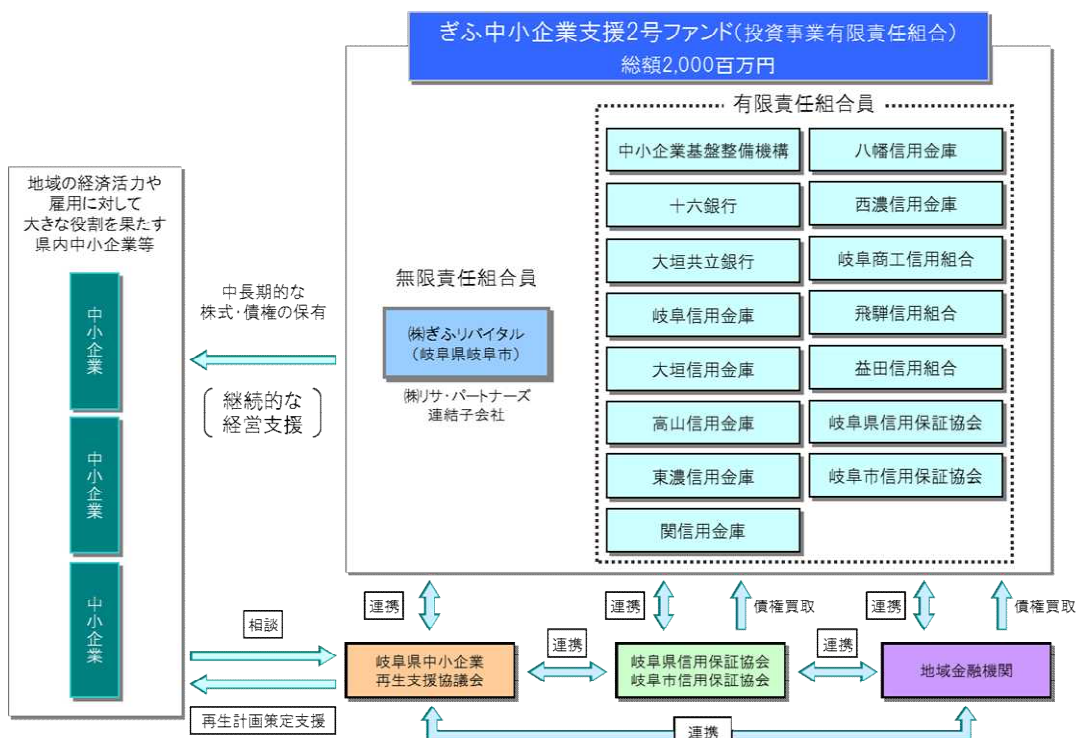 ぎふ中小企業支援2号ファンド(投資事業有限責任組合)
総額2,000百万円
有限責任組合員
中小企業基盤整備機構
八幡信用金庫
十六銀行
西濃信用金庫
大垣共立銀行
岐阜商工信用組合
岐阜信用金庫
飛騨信用組合
大垣信用金庫
益田信用組合
高山信用金庫
岐阜県信用保証協会
東濃信用金庫
岐阜市信用保証協会
関信用金庫
無限責任組合員
㈱ぎふリバイタル
(岐阜県岐阜市)
㈱リサ・パートナーズ
連結子会社
地域の経済活力や
雇用に対して
大きな役割を果たす
県内中小企業等
中小企業
中小企業
中小企業
中長期的な
株式・債権の保有
継続的な
経営支援
連携
連携
債権買取
連携
債権買取
相談
岐阜県中小企業
再生支援協議会
連携
岐阜県信用保証協会
岐阜市信用保証協会
連携
地域金融機関
再生計画策定支援
連携